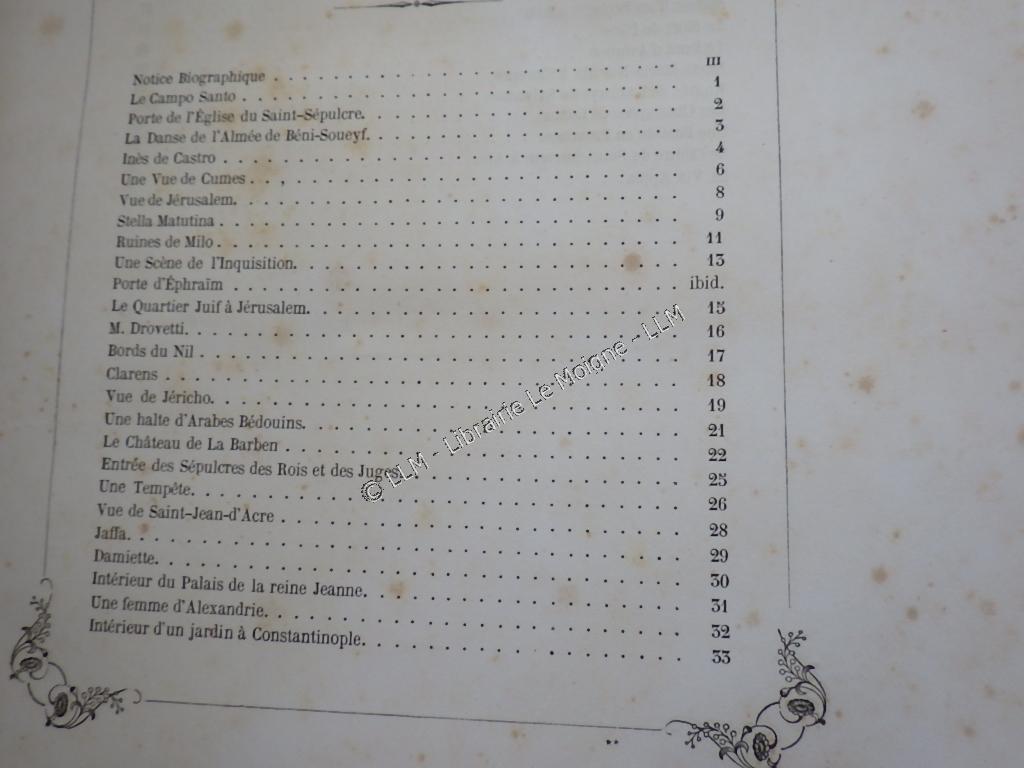 Notice Biographique . . . . . . . . . . . . . . . . . . . III
Le Campo Santo . . . . . . . . . . . . . . . . . . . . 1
Porte de l'Église du Saint-Sépulcre. . . . . . . . . . . . . . . 2
La Danse de l'Almée de Béni-Soueyf. . . . . . . . . . . . . . . 3
Inès de Castro . . . . . . . . . . . . . . . . . . . . . 4
Une Vue de Cumes . . , . . . . . . . . . . . . . . . . . 6
Vue de Jérusalem. . . . . . . . . . . . . . . . . . . . . 8
Stella Matutina . . . . . . . . . . . . . . . . . . . . . 9
Ruines de Milo . . . . . . . . . . . . . . . . . . . . . 11
Une Scène de l'Inquisition. . . . . . . . . . . . . . . . . . 13
Porte d'Éphraïm . . . . . . . . . . . . . . . . . . . . ibid.
Le Quartier Juif à Jérusalem. . . . . . . . . . . . . . . . . 15
M. Drovetti. . . . . . . . . . . . . . . . . . . . . . . 16
Bords du Nil . . . . . . . . . . . . . . . . . . . . . . 17
Clarens . . . . . . . . . . . . . . . . . . . . . . . . 18
Vue de Jéricho. . . . . . . . . . . . . . . . . . . . . . 19
Une halte d'Arabes Bédouins. . . . . . . . . . . . . . . . . 21
Le Château de La Barben . . . . . . . . . . . . . . . . . . 22
Entrée des Sépulcres des Rois et des Juges. . . . . . . . . . . . . 25
Une Tempête. . . . . . . . . . . . . . . . . . . . . . . 26
Vue de Saint-Jean-d'Acre . . . . . . . . . . . . . . . . . . 28
Jaffa. . . . . . . . . . . . . . . . . . . . . . . . . . 29
Damiette. . . . . . . . . . . . . . . . . . . . . . . . 30
Intérieur du Palais de la reine Jeanne. . . . . . . . . . . . . . . 31
Une femme d'Alexandrie. . . . . . . . . . . . . . . . . . . 32
Intérieur d'un jardin à Constantinople. . . . . . . . . . . . . . . 33
**
© LLM - Librairie Le Moigne - LLM